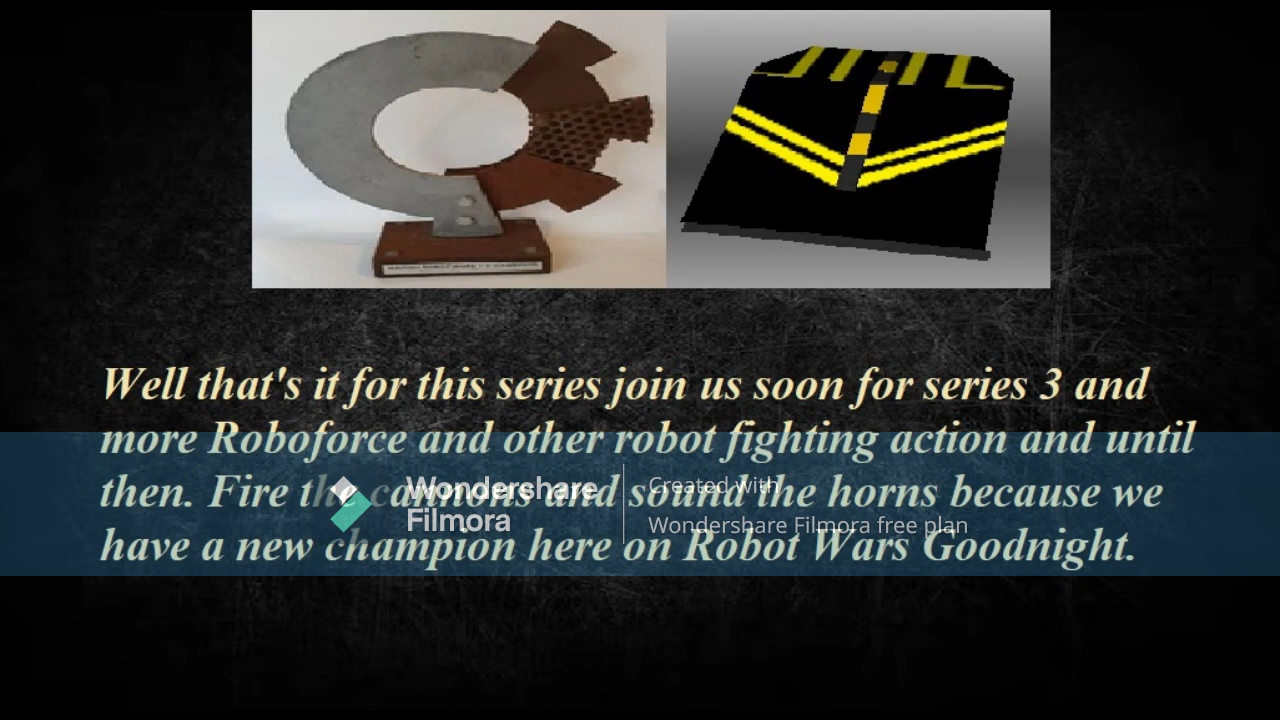 Well that's it for this series join us soon for series 3 and
more Roboforce and other robot fighting action and until
then. Fire the cannons and sound the horns because we
have a new champion here on Robot Wars Goodnight.
Wondershare
Filmora
Created with
Wondershare Filmora free plan